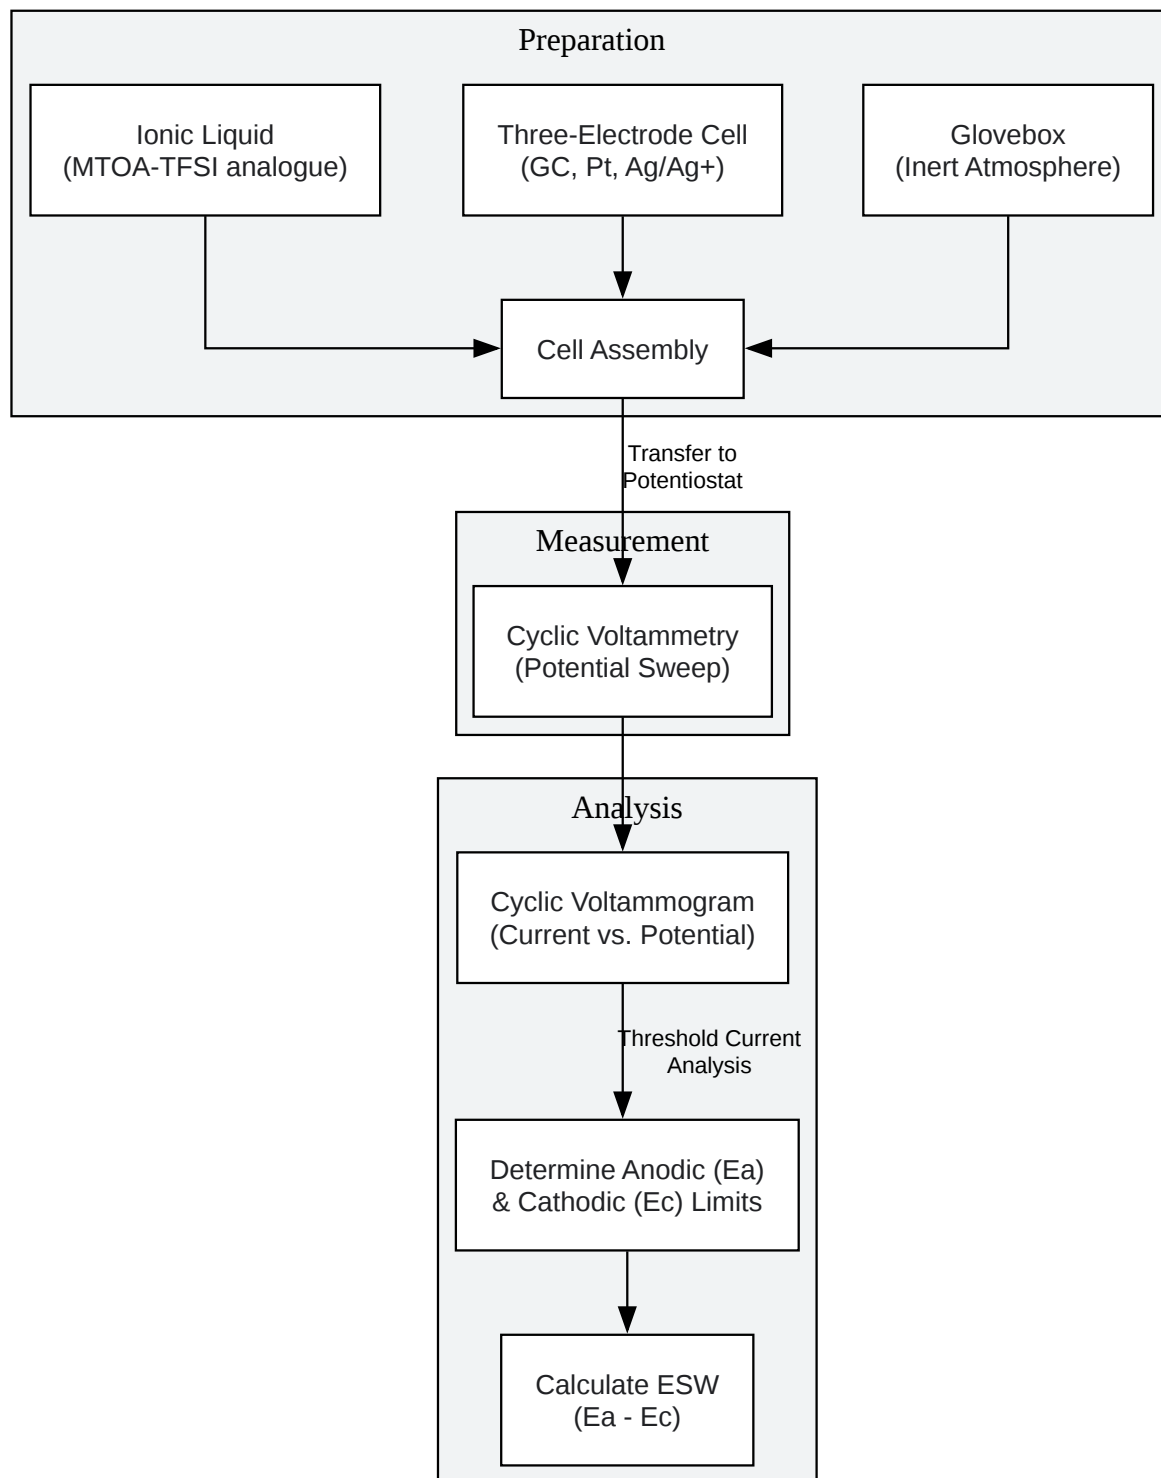 Preparation
Ionic Liquid
(MTOA-TFSI analogue)
Three-Electrode Cell
(GC, Pt, Ag/Ag+)
Glovebox
(Inert Atmosphere)
Cell Assembly
Transfer to
Potentiostat
Measurement
Cyclic Voltammetry
(Potential Sweep)
Analysis
Cyclic Voltammogram
(Current vs. Potential)
Threshold Current
Analysis
Determine Anodic (Ea)
& Cathodic (Ec) Limits
Calculate ESW
(Ea - Ec)